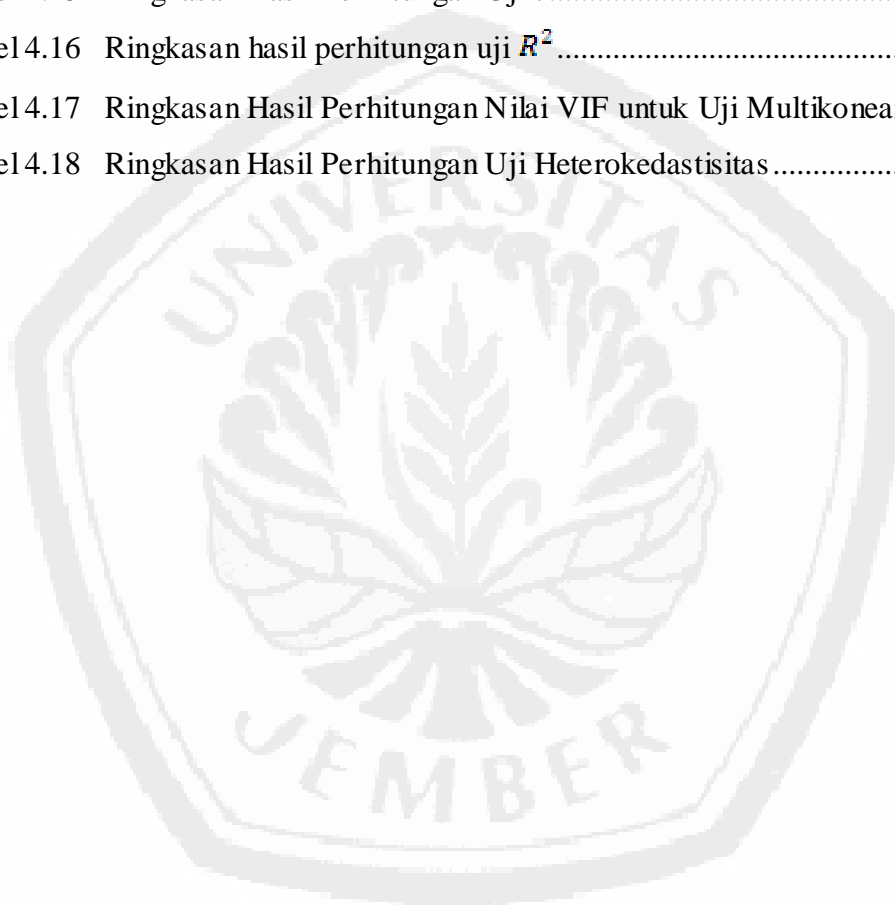 el 4.16 Ringkasan hasil perhitungan uji R²
el 4.17 Ringkasan Hasil Perhitungan Nilai VIF untuk Uji Multikonear
el 4.18 Ringkasan Hasil Perhitungan Uji Heterokedastisitas
UNIVERSITAS
JEMBER